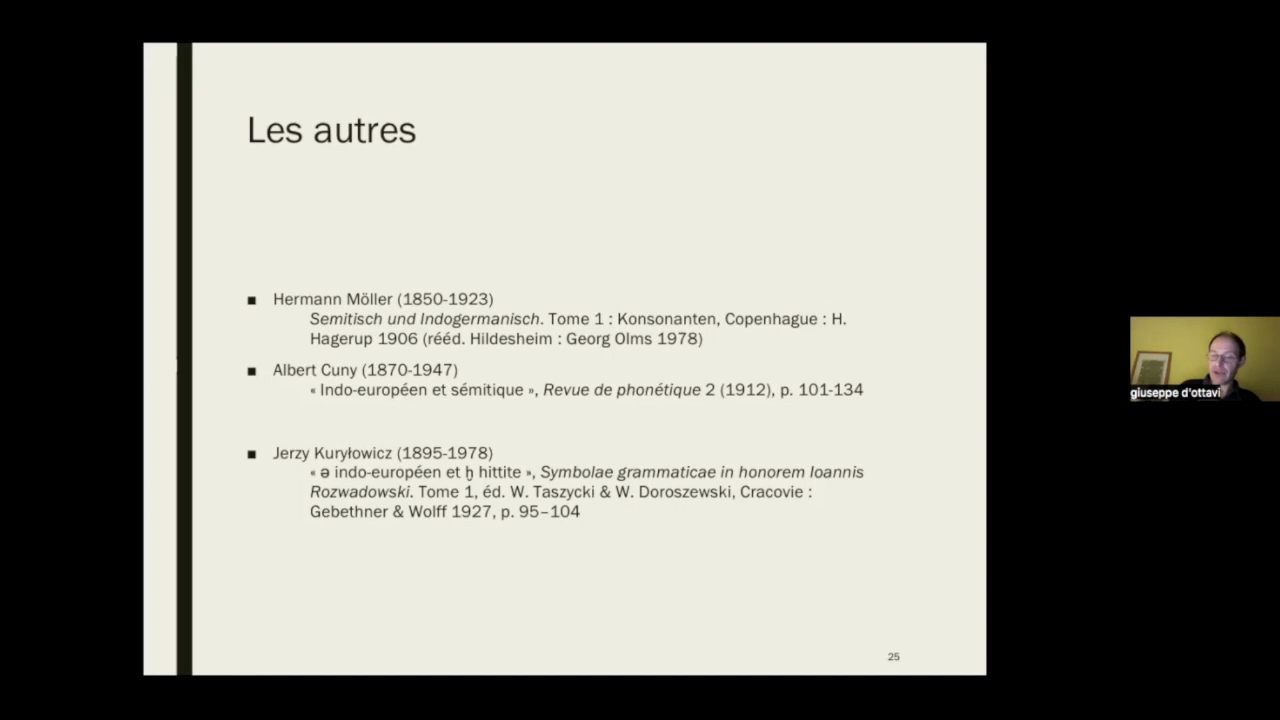 Les autres
■ Hermann Möller (1850-1923)
Semitisch und Indogermanisch. Tome 1 : Konsonanten, Copenhague : H.
Hagerup 1906 (rééd. Hildesheim : Georg Olms 1978)
■ Albert Cuny (1870-1947)
« Indo-européen et sémitique », Revue de phonétique 2 (1912), p. 101-134
■ Jerzy Kuryłowicz (1895-1978)
« ə indo-européen et ḫ hittite », Symbolae grammaticae in honorem Ioannis
Rozwadowski. Tome 1, éd. W. Taszycki & W. Doroszewski, Cracovie :
Gebethner & Wolff 1927, p. 95–104
25
giuseppe d'ottavi